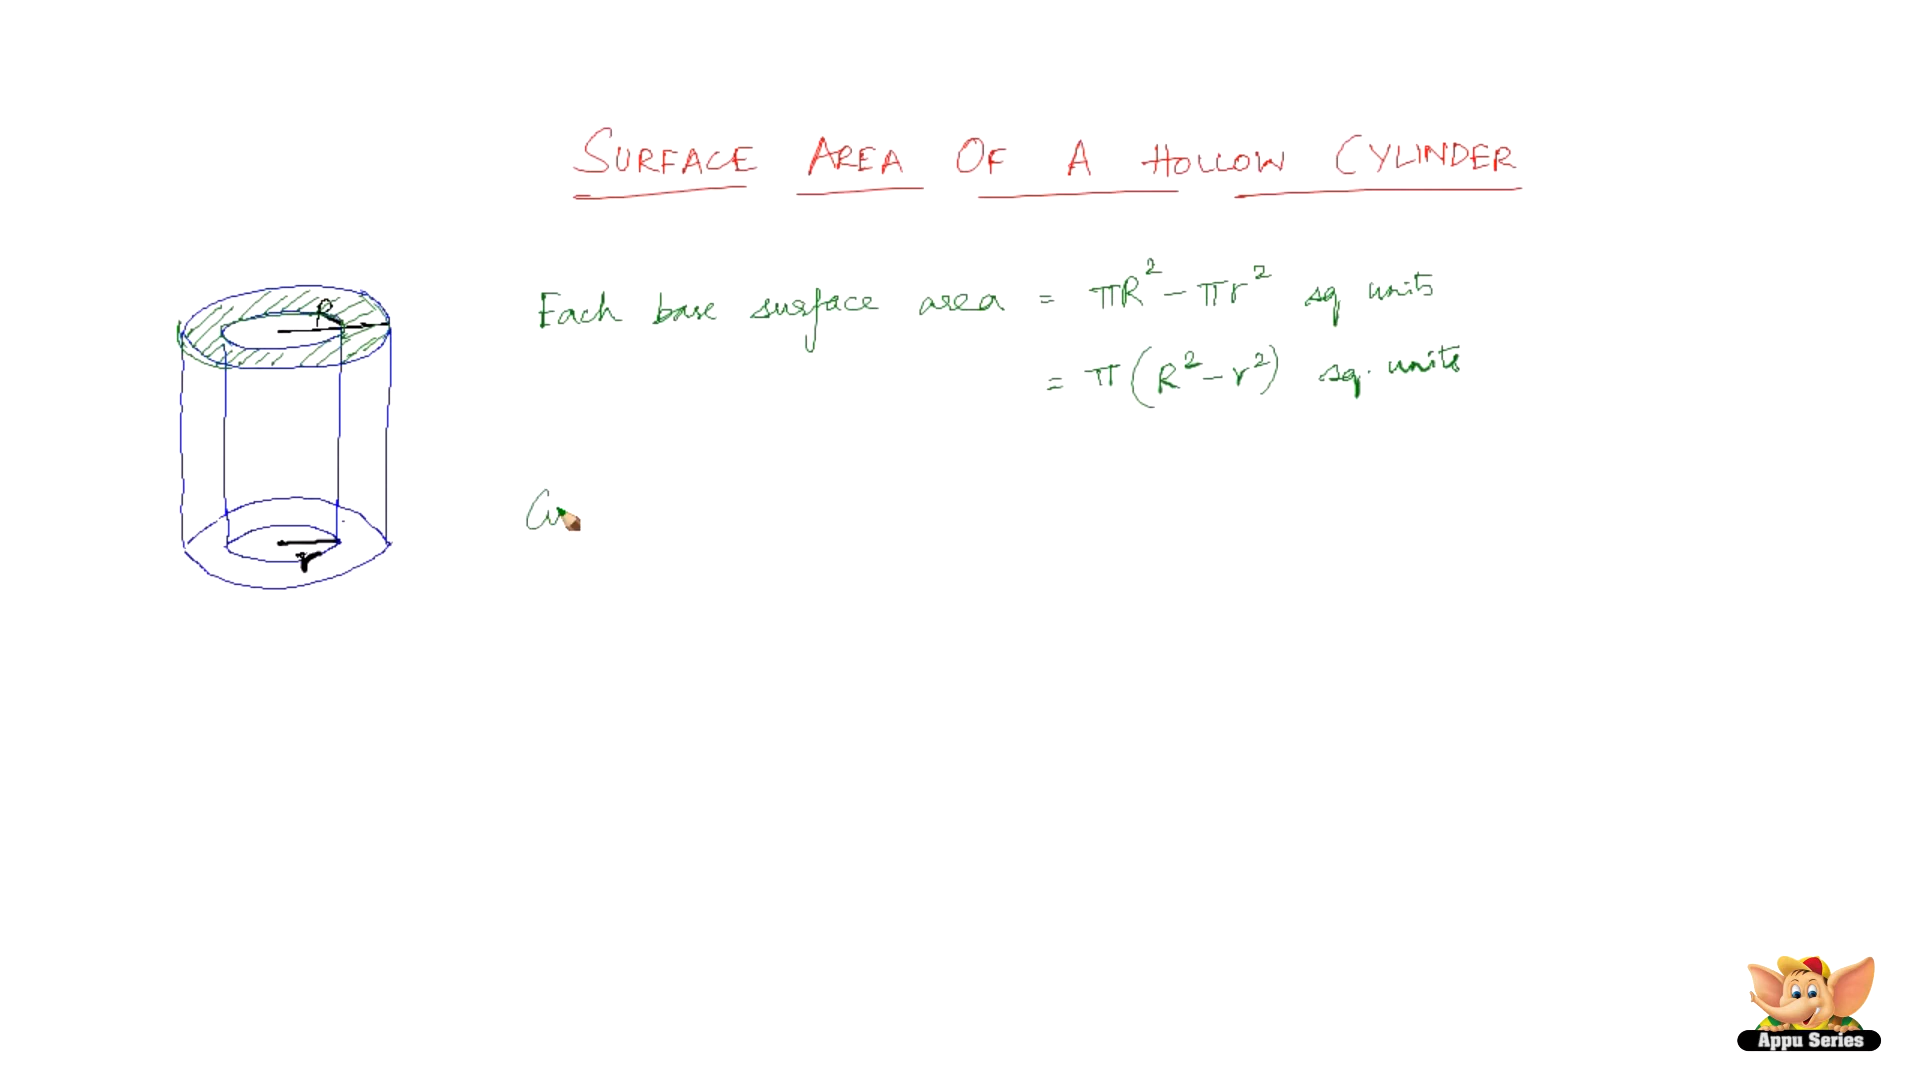 SURFACE AREA OF A HOLLOW CYLINDER
Each base surface area = πR² - πr² sq units
= π(R² - r²) sq. units
R
r
Cu
Appu Series